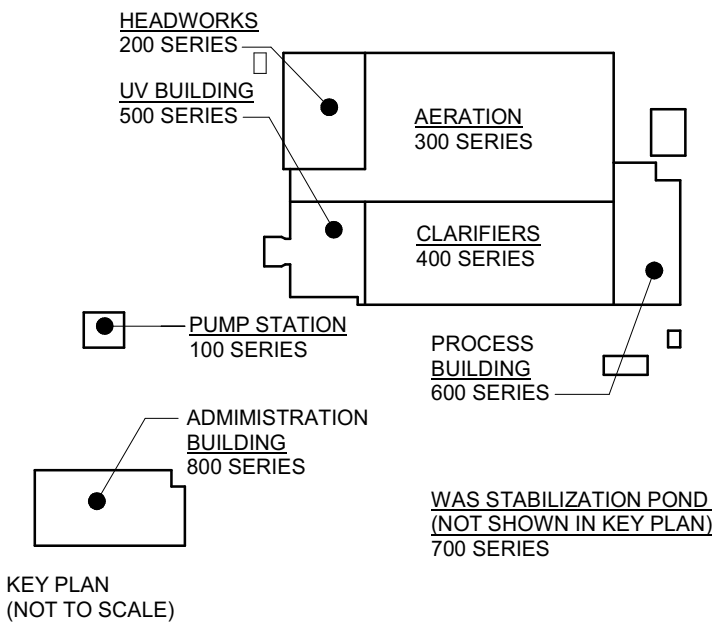 HEADWORKS
200 SERIES
UV BUILDING
500 SERIES
AERATION
300 SERIES
CLARIFIERS
400 SERIES
PUMP STATION
100 SERIES
PROCESS
BUILDING
600 SERIES
ADMIMISTRATION
BUILDING
800 SERIES
WAS STABILIZATION POND
(NOT SHOWN IN KEY PLAN)
700 SERIES
KEY PLAN
(NOT TO SCALE)